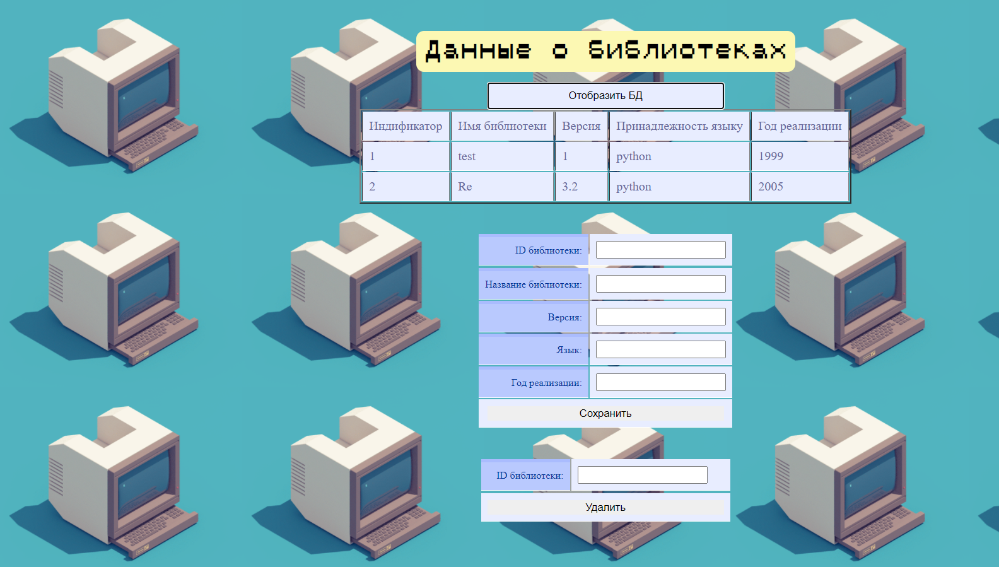 Данные о библиотеках
Отобразить БД
Индификатор Имя библиотеки Версия Принадлежность языку Год реализации
1 test 1 python 1999
2 Re 3.2 python 2005
ID библиотеки:
Название библиотеки:
Версия:
Язык:
Год реализации:
Сохранить
ID библиотеки:
Удалить